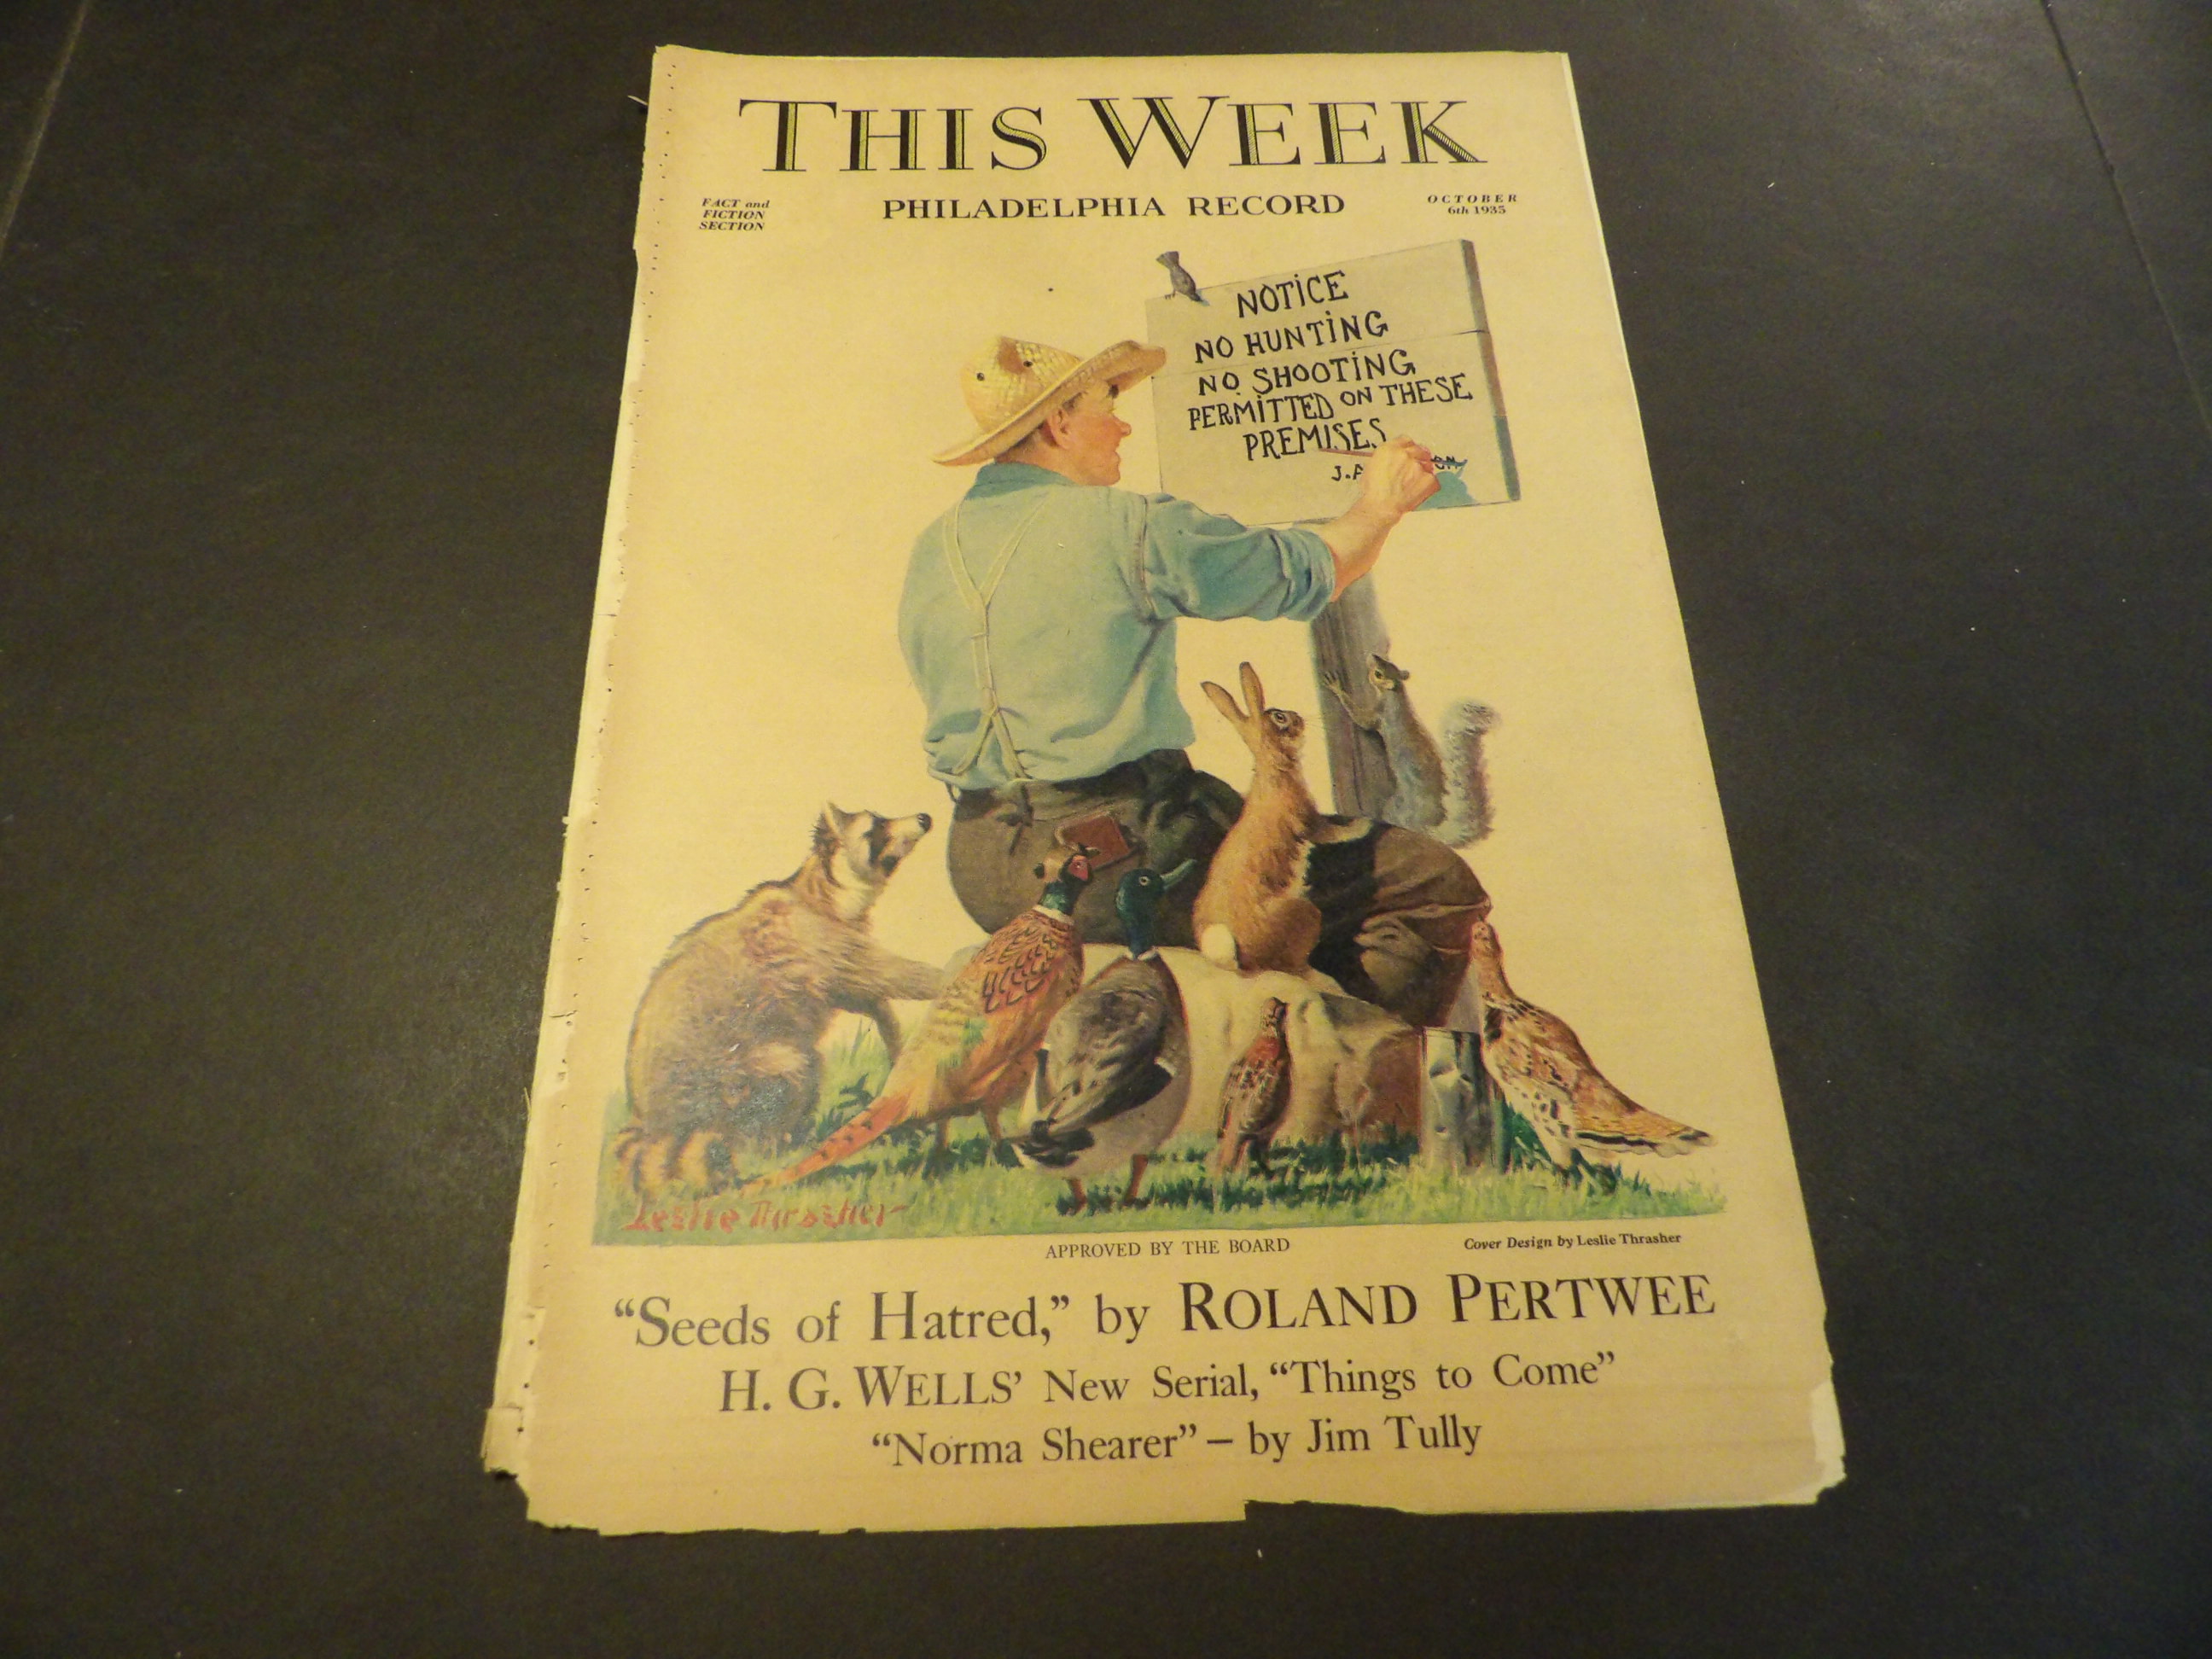 THIS WEEK
FACT and
FICTION
SECTION
PHILADELPHIA RECORD
OCTOBER
6th 1935
NOTICE
NO HUNTING
NO SHOOTING
PERMITTED ON THESE
PREMISES
J.A
ON
Leslie Thrasher
APPROVED BY THE BOARD
Cover Design by Leslie Thrasher
“Seeds of Hatred,” by ROLAND PERTWEE
H. G. WELLS’ New Serial, “Things to Come”
“Norma Shearer” – by Jim Tully